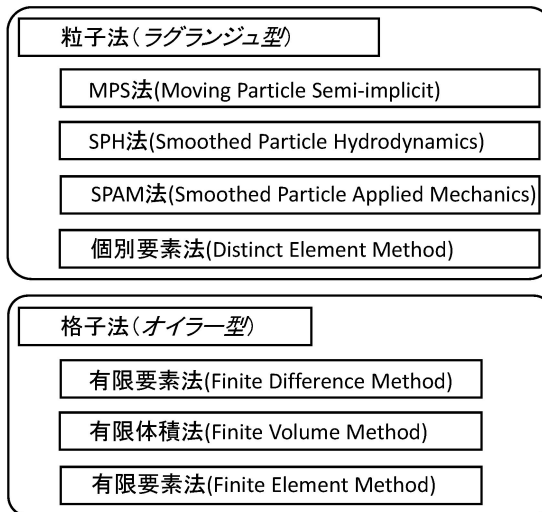 粒子法(ラグランジュ型)
MPS法(Moving Particle Semi-implicit)
SPH法(Smoothed Particle Hydrodynamics)
SPAM法(Smoothed Particle Applied Mechanics)
個別要素法(Distinct Element Method)
格子法(オイラー型)
有限要素法(Finite Difference Method)
有限体積法(Finite Volume Method)
有限要素法(Finite Element Method)